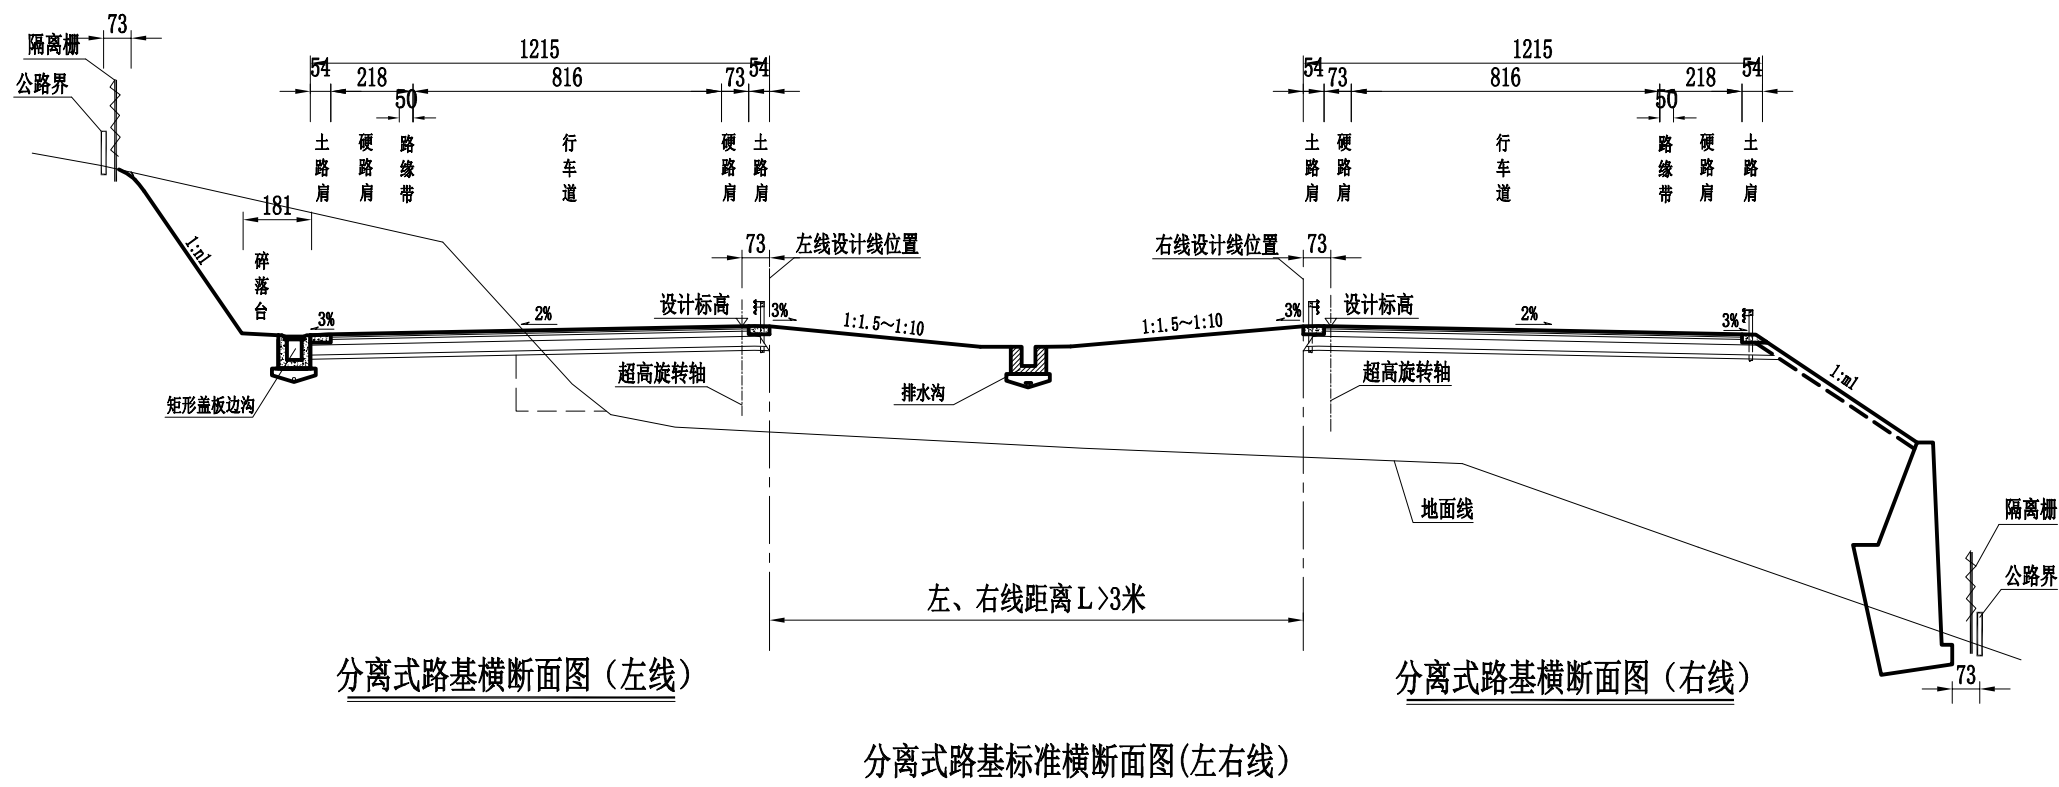 73
隔离栅
公路界
1215
54
218
50
816
73
54
土路肩
硬路肩
路缘带
行车道
硬路肩
土路肩
1215
54
73
816
50
218
54
土路肩
硬路肩
行车道
路缘带
硬路肩
土路肩
181
碎落台
1:n1
73
左线设计线位置
右线设计线位置
73
3%
2%
设计标高
3%
1:1.5~1:10
1:1.5~1:10
3%
设计标高
2%
3%
矩形盖板边沟
超高旋转轴
排水沟
超高旋转轴
1:m1
地面线
隔离栅
公路界
73
左、右线距离L>3米
分离式路基横断面图（左线）
分离式路基横断面图（右线）
分离式路基标准横断面图(左右线）